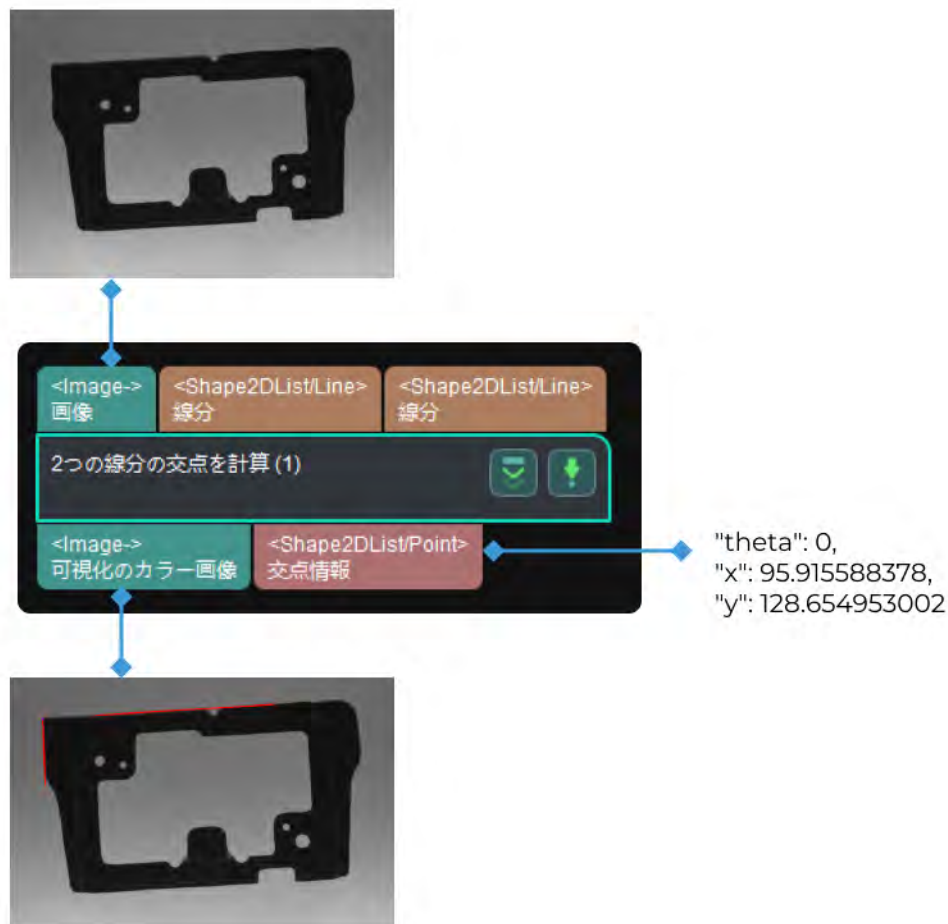 <Image->
画像
<Shape2DList/Line>
線分
<Shape2DList/Line>
線分
2つの線分の交点を計算 (1)
<Image->
可視化のカラー画像
<Shape2DList/Point>
交点情報
"theta": 0,
"x": 95.915588378,
"y": 128.654953002